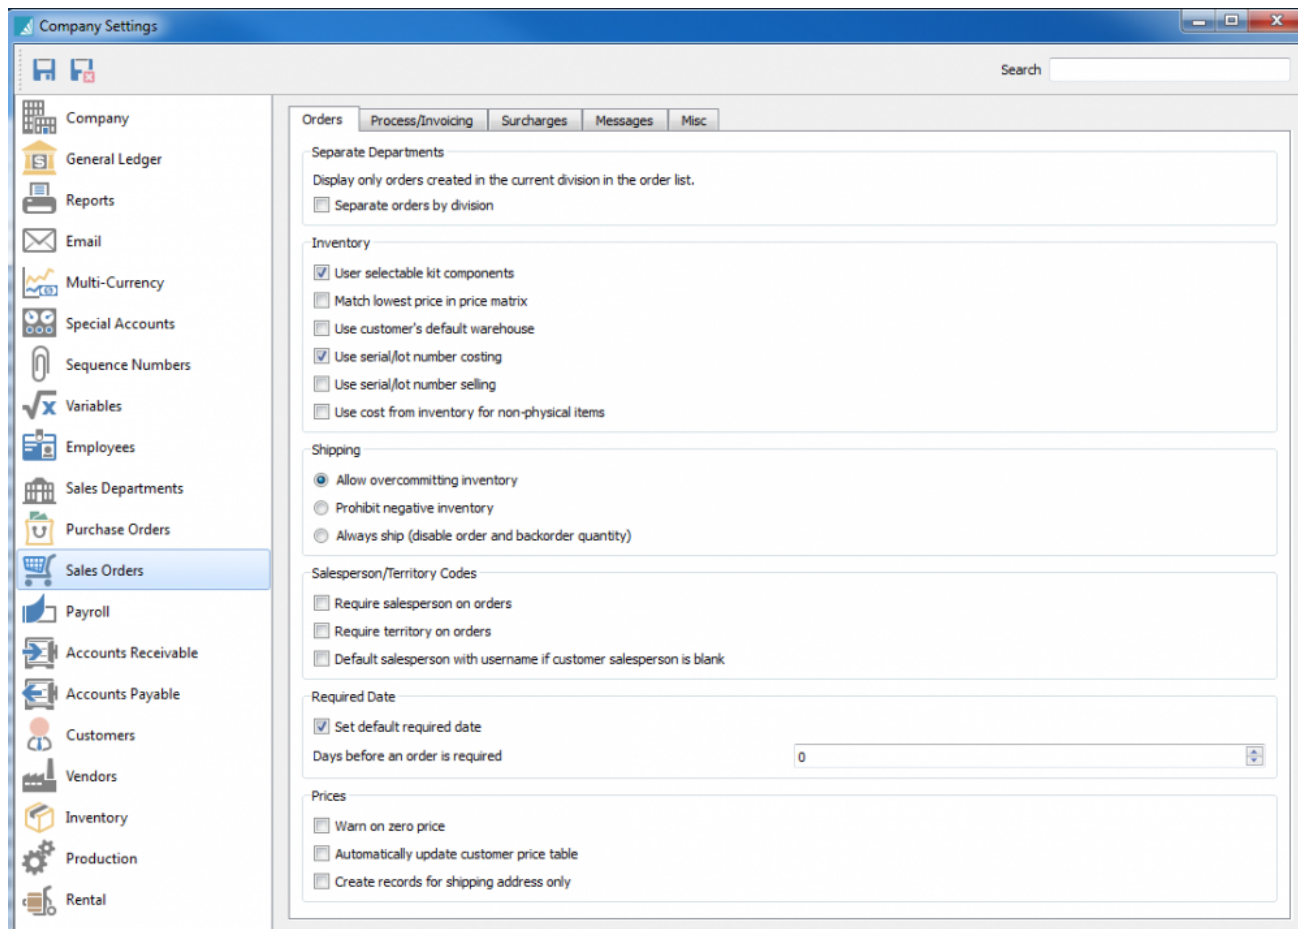 Company Settings
Search
Company
General Ledger
Reports
Email
Multi-Currency
Special Accounts
Sequence Numbers
Variables
Employees
Sales Departments
Purchase Orders
Sales Orders
Payroll
Accounts Receivable
Accounts Payable
Customers
Vendors
Inventory
Production
Rental
Orders Process/Invoicing Surcharges Messages Misc
Separate Departments
Display only orders created in the current division in the order list.
Separate orders by division
Inventory
User selectable kit components
Match lowest price in price matrix
Use customer's default warehouse
Use serial/lot number costing
Use serial/lot number selling
Use cost from inventory for non-physical items
Shipping
Allow overcommitting inventory
Prohibit negative inventory
Always ship (disable order and backorder quantity)
Salesperson/Territory Codes
Require salesperson on orders
Require territory on orders
Default salesperson with username if customer salesperson is blank
Required Date
Set default required date
Days before an order is required 0
Prices
Warn on zero price
Automatically update customer price table
Create records for shipping address only